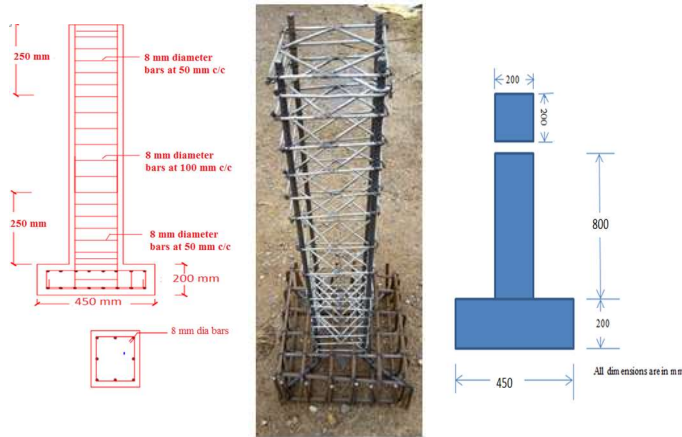 250 mm
8 mm diameter
bars at 50 mm c/c
8 mm diameter
bars at 100 mm c/c
250 mm
8 mm diameter
bars at 50 mm c/c
200 mm
450 mm
8 mm dia bars
200
200
800
200
450
All dimensions are in mm